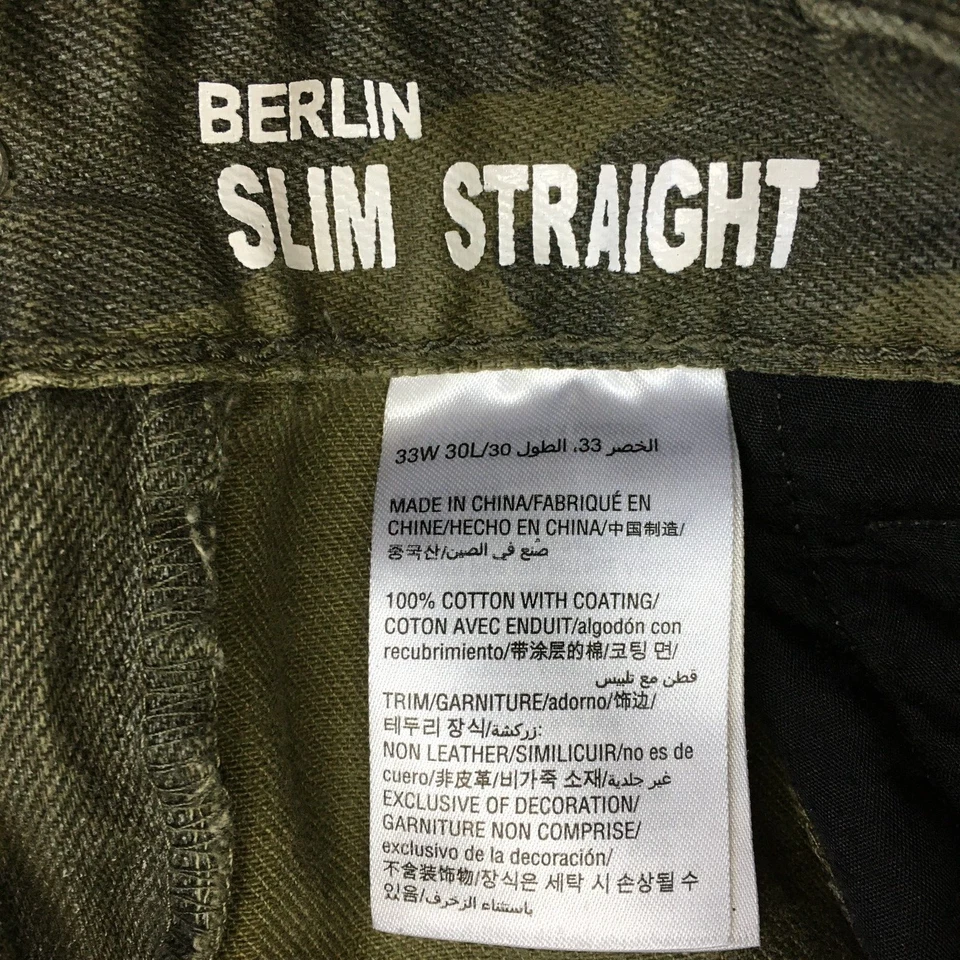 BERLIN
SLIM STRAIGHT
33W 30L/30 الخصر 33، الطول
MADE IN CHINA/FABRIQUÉ EN
CHINE/HECHO EN CHINA/中国制造/
중국산/صُنع في الصين
100% COTTON WITH COATING/
COTON AVEC ENDUIT/algodón con
recubrimiento/带涂层的棉/코팅 면/
قطن مع تلبيس
TRIM/GARNITURE/adorno/饰边/
테두리 장식/زركشة:
NON LEATHER/SIMILICUIR/no es de
cuero/非皮革/비가죽 소재/غير جلدية
EXCLUSIVE OF DECORATION/
GARNITURE NON COMPRISE/
exclusivo de la decoración/
不含装饰物/장식은 세탁 시 손상될 수
있음/باستثناء الزخرف